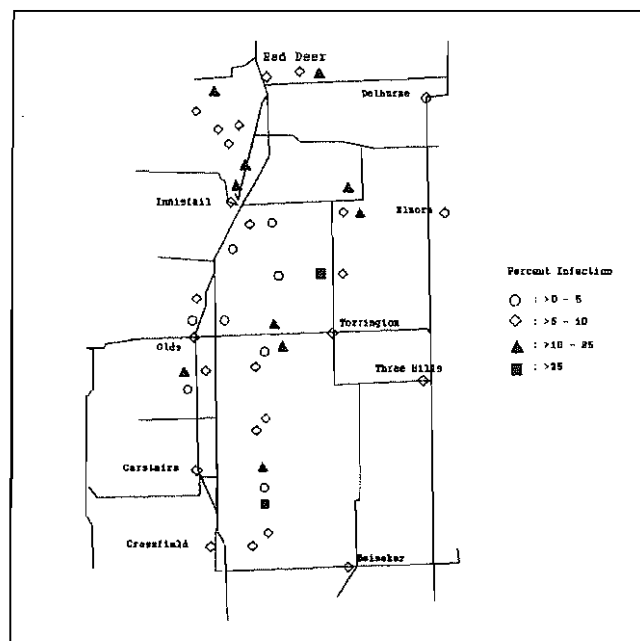 Red Deer
Delburne
Innisfail
Elnora
Percent Infection
: >0 - 5
: >5 - 10
: >10 - 25
: >25
Torrington
Olds
Three Hills
Carstairs
Crossfield
Beiseker